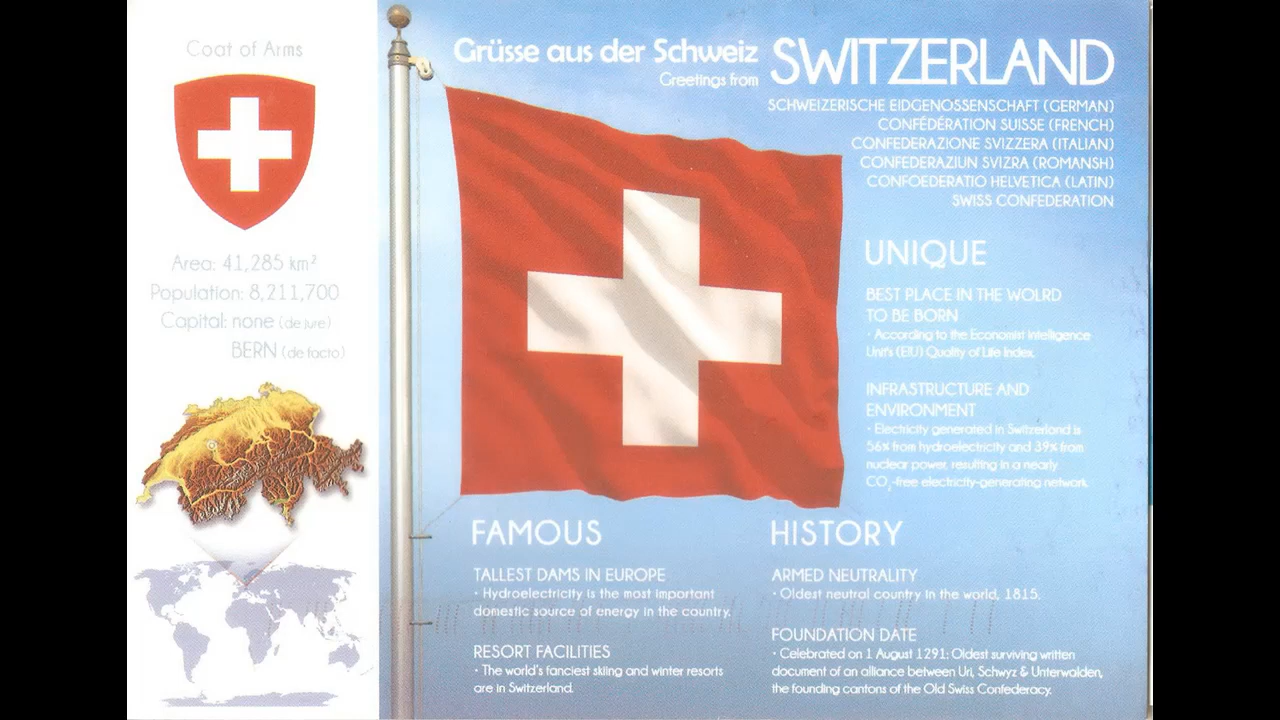 Coat of Arms
Area: 41,285 km²
Population: 8,211,700
Capital: none (de jure)
BERN (de facto)
Grüsse aus der Schweiz SWITZERLAND
Greetings from
SCHWEIZERISCHE EIDGENOSSENSCHAFT (GERMAN)
CONFÉDÉRATION SUISSE (FRENCH)
CONFEDERAZIONE SVIZZERA (ITALIAN)
CONFEDERAZIUN SVIZRA (ROMANSH)
CONFOEDERATIO HELVETICA (LATIN)
SWISS CONFEDERATION
UNIQUE
BEST PLACE IN THE WOLRD
TO BE BORN
· According to the Economist Intelligence
Unit's (EIU) Quality of Life Index.
INFRASTRUCTURE AND
ENVIRONMENT
· Electricity generated in Switzerland is
56% from hydroelectricity and 39% from
nuclear power, resulting in a nearly
CO₂-free electricity-generating network.
FAMOUS
TALLEST DAMS IN EUROPE
· Hydroelectricity is the most important
domestic source of energy in the country.
RESORT FACILITIES
· The world's fanciest skiing and winter resorts
are in Switzerland.
HISTORY
ARMED NEUTRALITY
· Oldest neutral country in the world, 1815.
FOUNDATION DATE
· Celebrated on 1 August 1291; Oldest surviving written
document of an alliance between Uri, Schwyz & Unterwalden,
the founding cantons of the Old Swiss Confederacy.